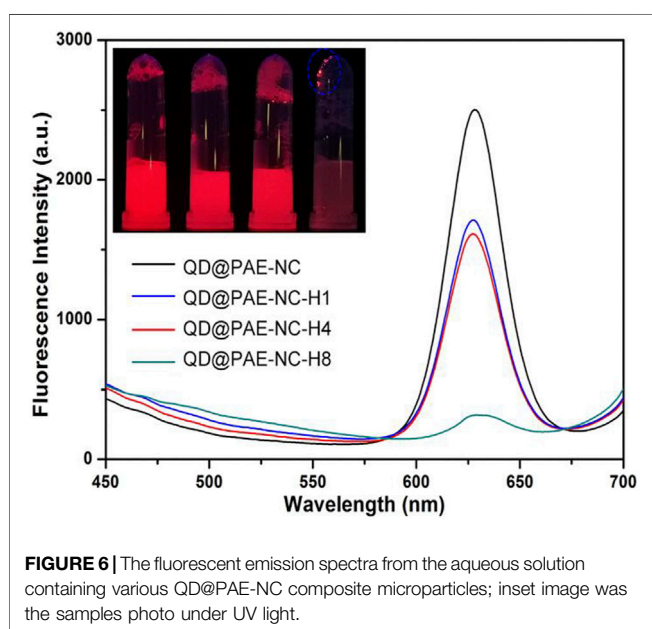 3000
2000
1000
0
Fluorescence Intensity (a.u.)
QD@PAE-NC
QD@PAE-NC-H1
QD@PAE-NC-H4
QD@PAE-NC-H8
450 500 550 600 650 700
Wavelength (nm)
FIGURE 6 | The fluorescent emission spectra from the aqueous solution
containing various QD@PAE-NC composite microparticles; inset image was
the samples photo under UV light.